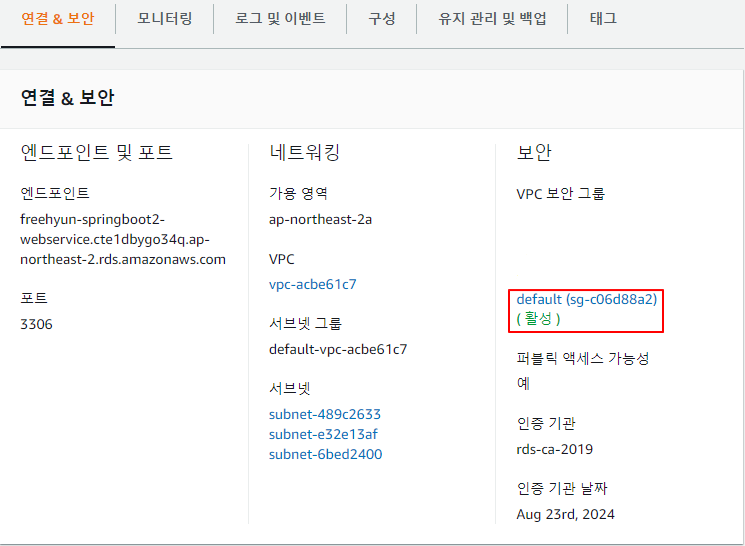 연결 & 보안
모니터링
로그 및 이벤트
구성
유지 관리 및 백업
태그
연결 & 보안
엔드포인트 및 포트
엔드포인트
freehyun-springboot2-
webservice.cte1dbygo34q.ap-
northeast-2.rds.amazonaws.com
포트
3306
네트워킹
가용 영역
ap-northeast-2a
VPC
vpc-acbe61c7
서브넷 그룹
default-vpc-acbe61c7
서브넷
subnet-489c2633
subnet-e32e13af
subnet-6bed2400
보안
VPC 보안 그룹
default (sg-c06d88a2)
( 활성 )
퍼블릭 액세스 가능성
예
인증 기관
rds-ca-2019
인증 기관 날짜
Aug 23rd, 2024